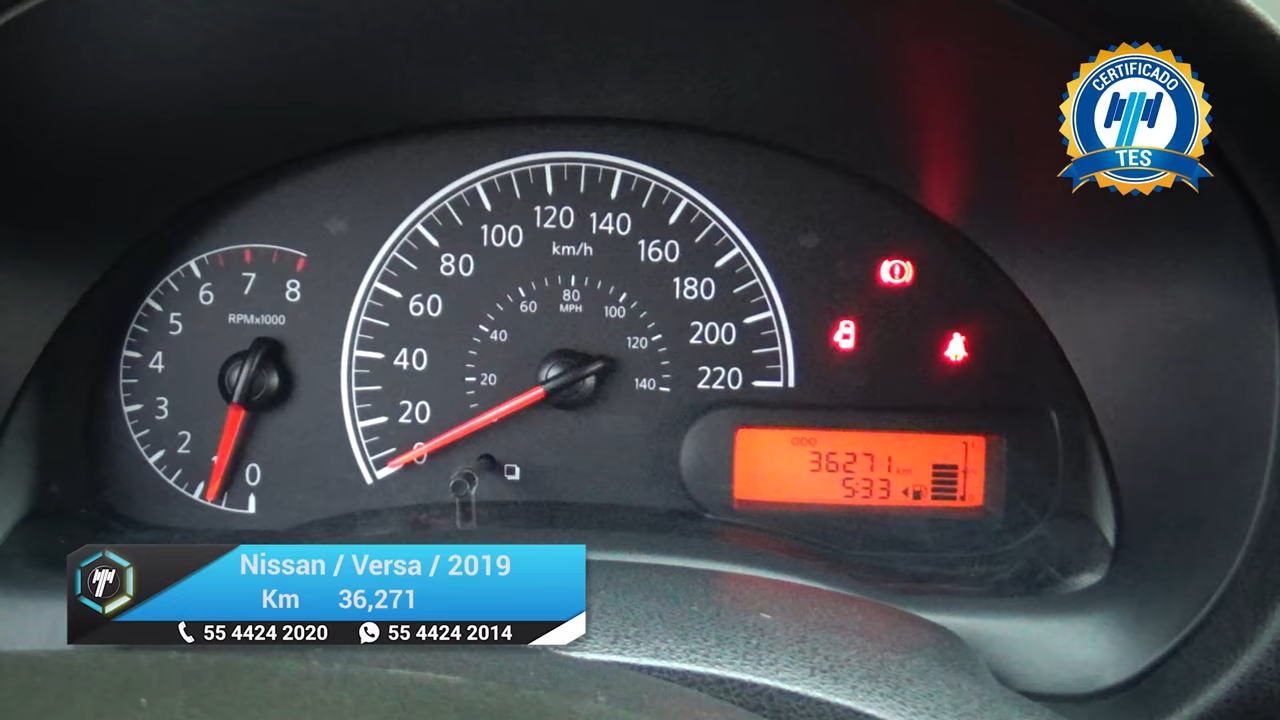 CERTIFICADO
TES
0 1 2 3 4 5 6 7 8
RPMx1000
0 20 40 60 80 100 120 140 160 180 200 220
km/h
20 40 60 80 100 120 140
MPH
ODO
36271 km
5:33
Nissan / Versa / 2019
Km 36,271
55 4424 2020 55 4424 2014